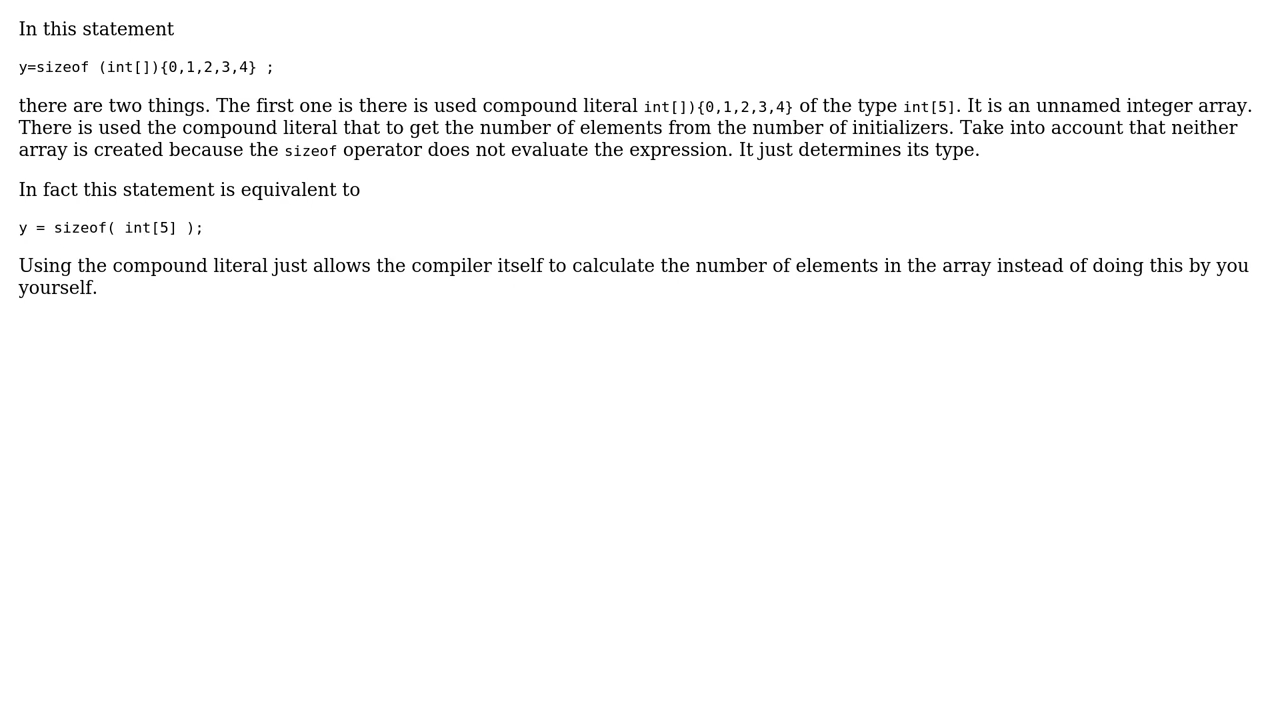 In this statement
y=sizeof (int[]){0,1,2,3,4} ;
there are two things. The first one is there is used compound literal int[]){0,1,2,3,4} of the type int[5]. It is an unnamed integer array.
There is used the compound literal that to get the number of elements from the number of initializers. Take into account that neither
array is created because the sizeof operator does not evaluate the expression. It just determines its type.
In fact this statement is equivalent to
y = sizeof( int[5] );
Using the compound literal just allows the compiler itself to calculate the number of elements in the array instead of doing this by you
yourself.